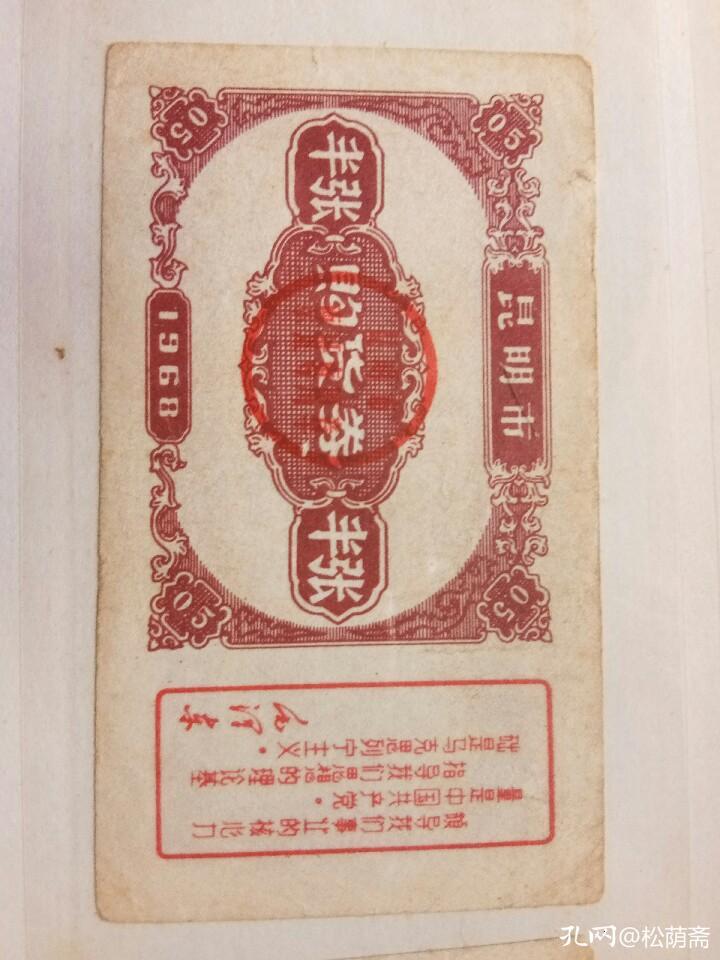 05 昆明市 05
半张 购货券 半张
05 1968 05
领导我们事业的核心力
量是中国共产党。
指导我们思想的理论基
础是马克思列宁主义。
毛泽东
孔网@松荫斋